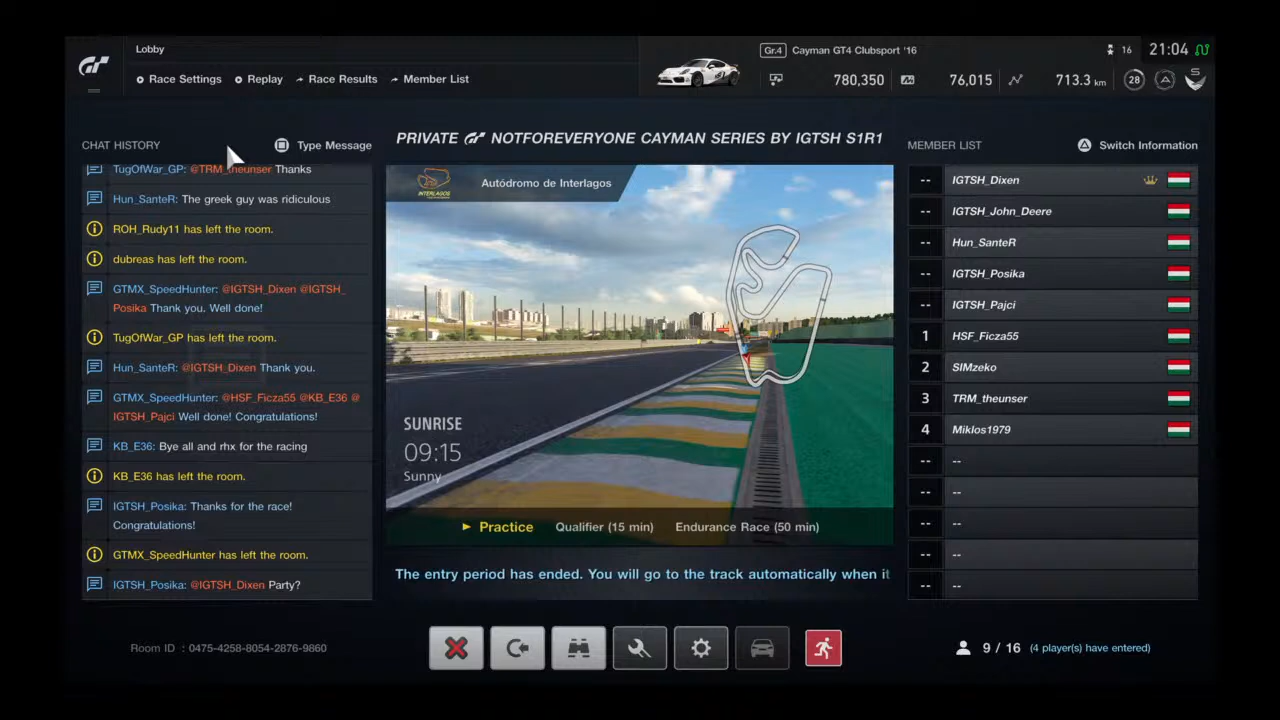 Lobby
Race Settings
Replay
Race Results
Member List
Gr.4 Cayman GT4 Clubsport '16
780,350
76,015
713.3 km
28
16
21:04
S
CHAT HISTORY
Type Message
TugOfWar_GP: @TRM_theunser Thanks
Hun_SanteR: The greek guy was ridiculous
ROH_Rudy11 has left the room.
dubreas has left the room.
GTMX_SpeedHunter: @IGTSH_Dixen @IGTSH_
Posika Thank you. Well done!
TugOfWar_GP has left the room.
Hun_SanteR: @IGTSH_Dixen Thank you.
GTMX_SpeedHunter: @HSF_Ficza55 @KB_E36 @
IGTSH_Pajci Well done! Congratulations!
KB_E36: Bye all and rhx for the racing
KB_E36 has left the room.
IGTSH_Posika: Thanks for the race!
Congratulations!
GTMX_SpeedHunter has left the room.
IGTSH_Posika: @IGTSH_Dixen Party?
PRIVATE GT NOTFOREVERYONE CAYMAN SERIES BY IGTSH S1R1
INTERLAGOS
Autódromo de Interlagos
SUNRISE
09:15
Sunny
Practice
Qualifier (15 min)
Endurance Race (50 min)
The entry period has ended. You will go to the track automatically when it
MEMBER LIST
Switch Information
-- IGTSH_Dixen
-- IGTSH_John_Deere
-- Hun_SanteR
-- IGTSH_Posika
-- IGTSH_Pajci
1 HSF_Ficza55
2 SIMzeko
3 TRM_theunser
4 Miklos1979
-- --
-- --
-- --
-- --
-- --
Room ID : 0475-4258-8054-2876-9860
9 / 16 (4 player(s) have entered)